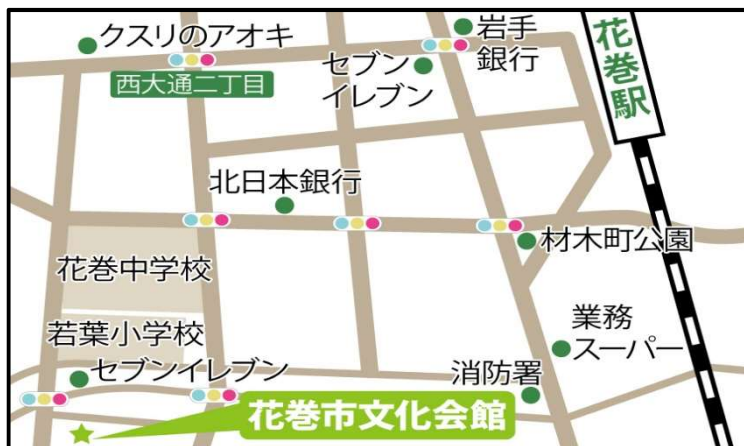 クスリのアオキ
岩手
銀行
花巻駅
セブン
イレブン
西大通二丁目
北日本銀行
材木町公園
花巻中学校
業務
スーパー
若葉小学校
セブンイレブン
消防署
花巻市文化会館